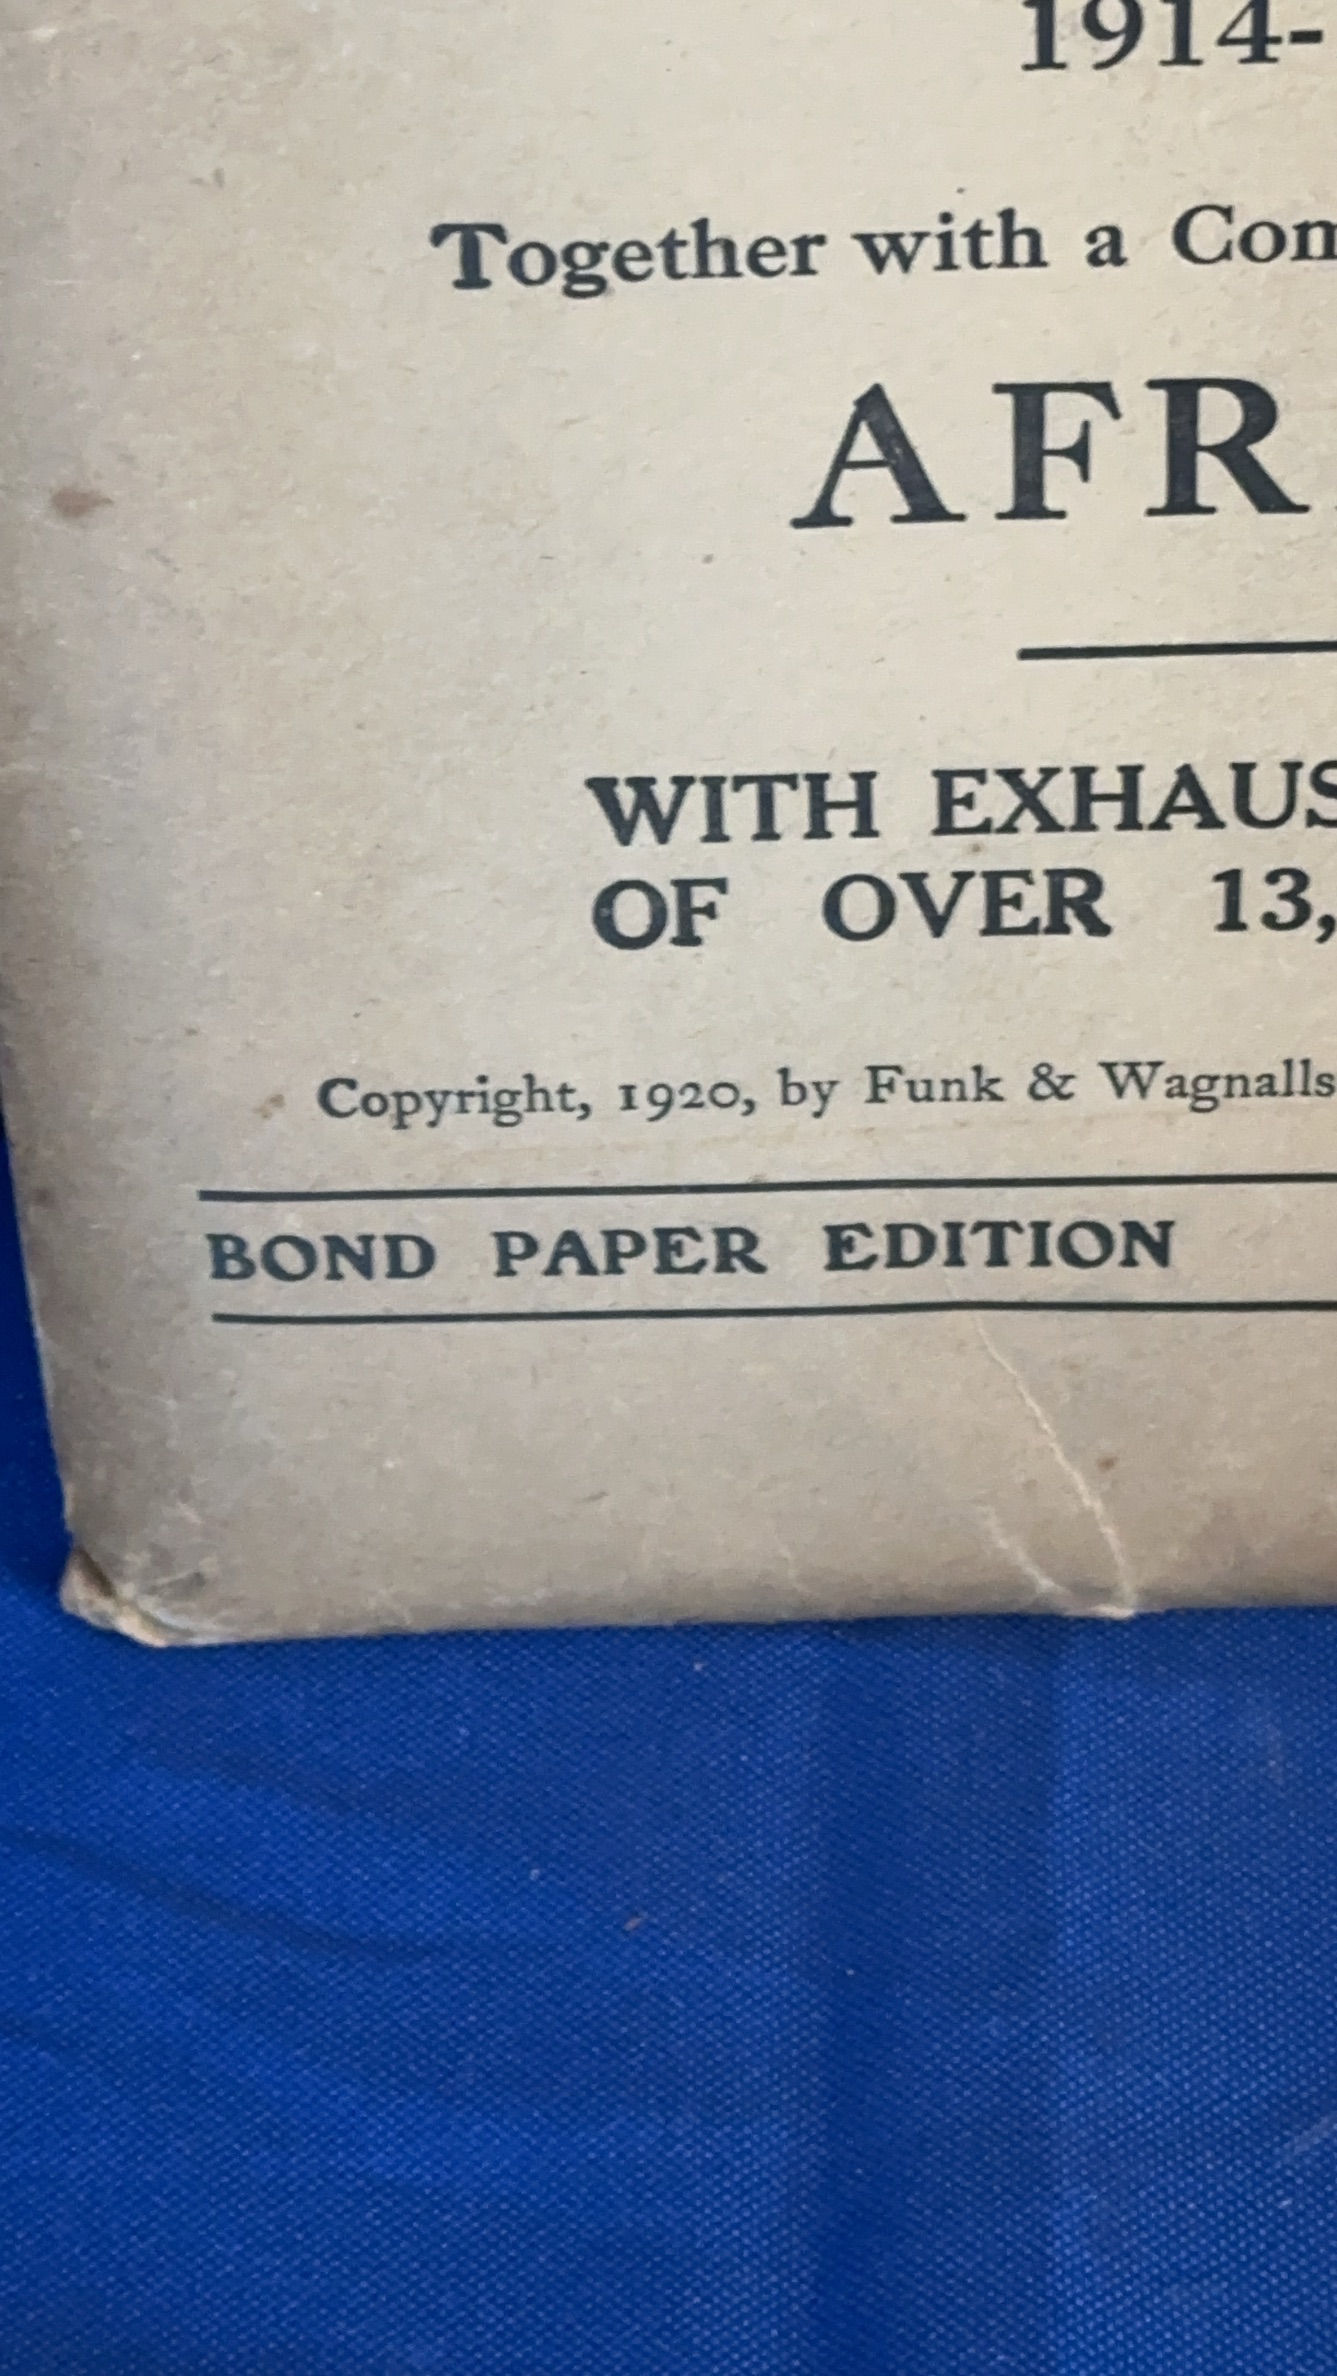 1914-
Together with a Com
AFR
WITH EXHAUS
OF OVER 13,
Copyright, 1920, by Funk & Wagnalls
BOND PAPER EDITION